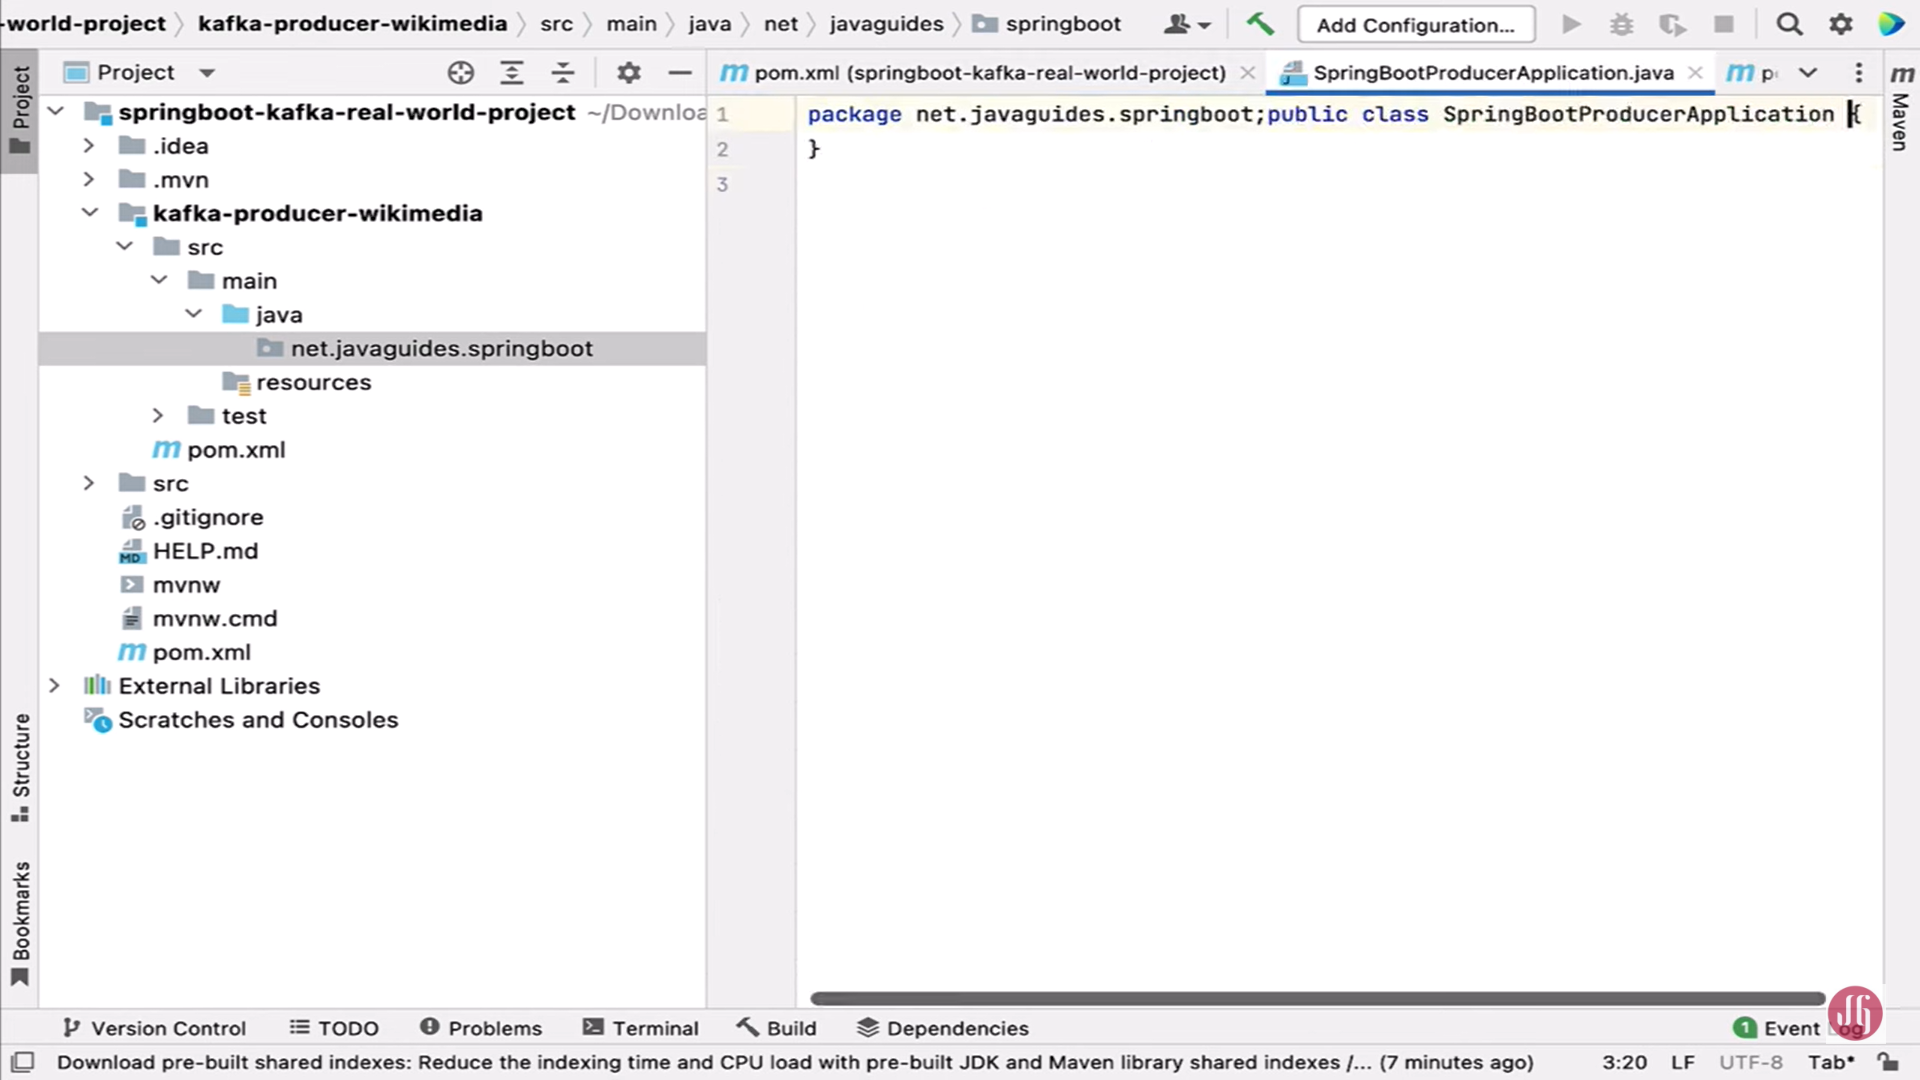 -world-project 〉 kafka-producer-wikimedia 〉 src 〉 main 〉 java 〉 net 〉 javaguides 〉 springboot
Add Configuration...
Project
pom.xml (springboot-kafka-real-world-project)
SpringBootProducerApplication.java
Project
Maven
springboot-kafka-real-world-project ~/Downloa
.idea
.mvn
kafka-producer-wikimedia
src
main
java
net.javaguides.springboot
resources
test
pom.xml
src
.gitignore
HELP.md
mvnw
mvnw.cmd
pom.xml
External Libraries
Scratches and Consoles
1 package net.javaguides.springboot;public class SpringBootProducerApplication {
2 }
3
Structure
Bookmarks
Version Control
TODO
Problems
Terminal
Build
Dependencies
1 Event
Download pre-built shared indexes: Reduce the indexing time and CPU load with pre-built JDK and Maven library shared indexes /... (7 minutes ago)
3:20 LF UTF-8 Tab*